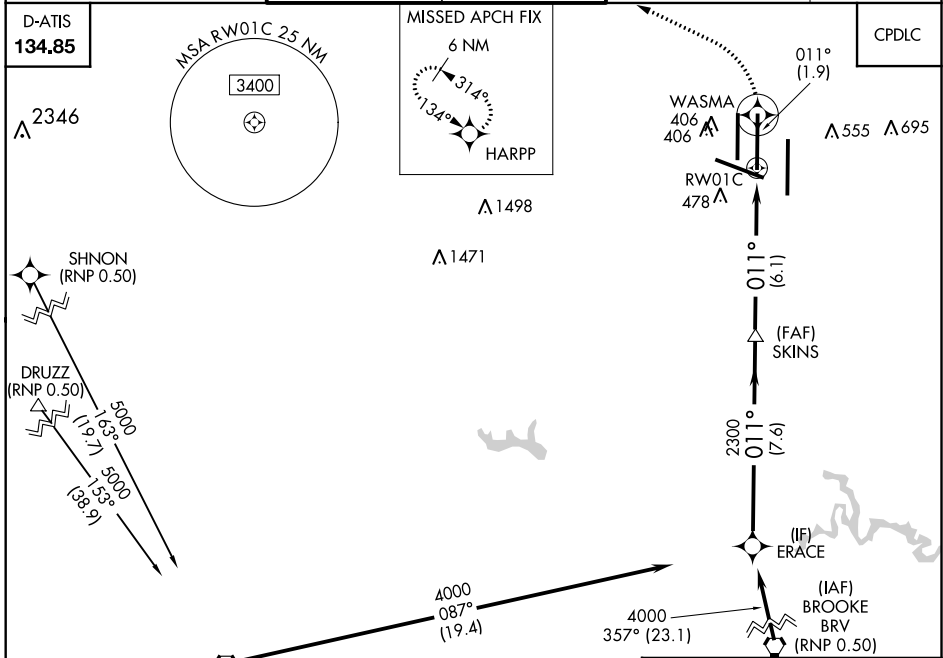 D-ATIS
134.85
MSA RW01C 25 NM
3400
MISSED APCH FIX
6 NM
314°
134°
HARPP
CPDLC
011°
(1.9)
WASMA
406
406
555
695
2346
RW01C
478
1498
1471
SHNON
(RNP 0.50)
011°
(6.1)
(FAF)
SKINS
DRUZZ
(RNP 0.50)
5000
163°
(19.7)
5000
153°
(38.9)
2300
011°
(7.6)
(IF)
ERACE
4000
087°
(19.4)
4000
357° (23.1)
(IAF)
BROOKE
BRV
(RNP 0.50)